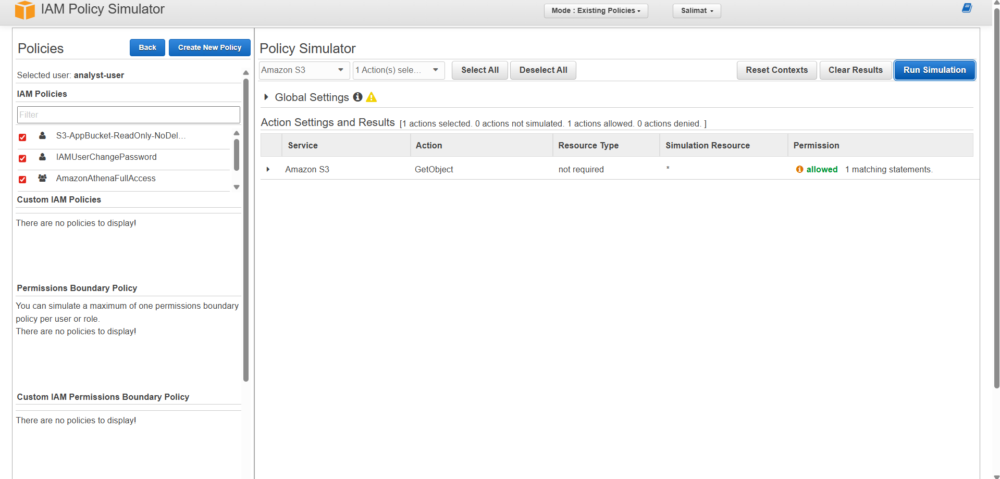 IAM Policy Simulator
Mode : Existing Policies
Salimat
Policies
Back
Create New Policy
Selected user: analyst-user
IAM Policies
Filter
S3-AppBucket-ReadOnly-NoDel...
IAMUserChangePassword
AmazonAthenaFullAccess
Custom IAM Policies
There are no policies to display!
Permissions Boundary Policy
You can simulate a maximum of one permissions boundary
policy per user or role.
There are no policies to display!
Custom IAM Permissions Boundary Policy
There are no policies to display!
Policy Simulator
Amazon S3
1 Action(s) sele...
Select All
Deselect All
Reset Contexts
Clear Results
Run Simulation
Global Settings
Action Settings and Results [1 actions selected. 0 actions not simulated. 1 actions allowed. 0 actions denied. ]
Service Action Resource Type Simulation Resource Permission
Amazon S3 GetObject not required * allowed 1 matching statements.